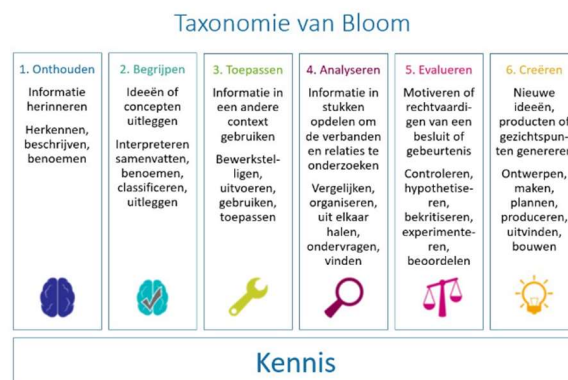 Taxonomie van Bloom
1. Onthouden
Informatie
herinneren
Herkennen,
beschrijven,
benoemen
2. Begrijpen
Ideeën of
concepten
uitleggen
Interpreteren
samenvatten,
benoemen,
classificeren,
uitleggen
3. Toepassen
Informatie in
een andere
context
gebruiken
Bewerkstel-
ligen,
uitvoeren,
gebruiken,
toepassen
4. Analyseren
Informatie in
stukken
opdelen om
de verbanden
en relaties te
onderzoeken
Vergelijken,
organiseren,
uit elkaar
halen,
ondervragen,
vinden
5. Evalueren
Motiveren of
rechtvaardi-
gen van een
besluit of
gebeurtenis
Controleren,
hypothetise-
ren,
bekritiseren,
experimente-
ren,
beoordelen
6. Creëren
Nieuwe
ideeën,
producten of
gezichtspun-
ten genereren
Ontwerpen,
maken,
plannen,
produceren,
uitvinden,
bouwen
Kennis